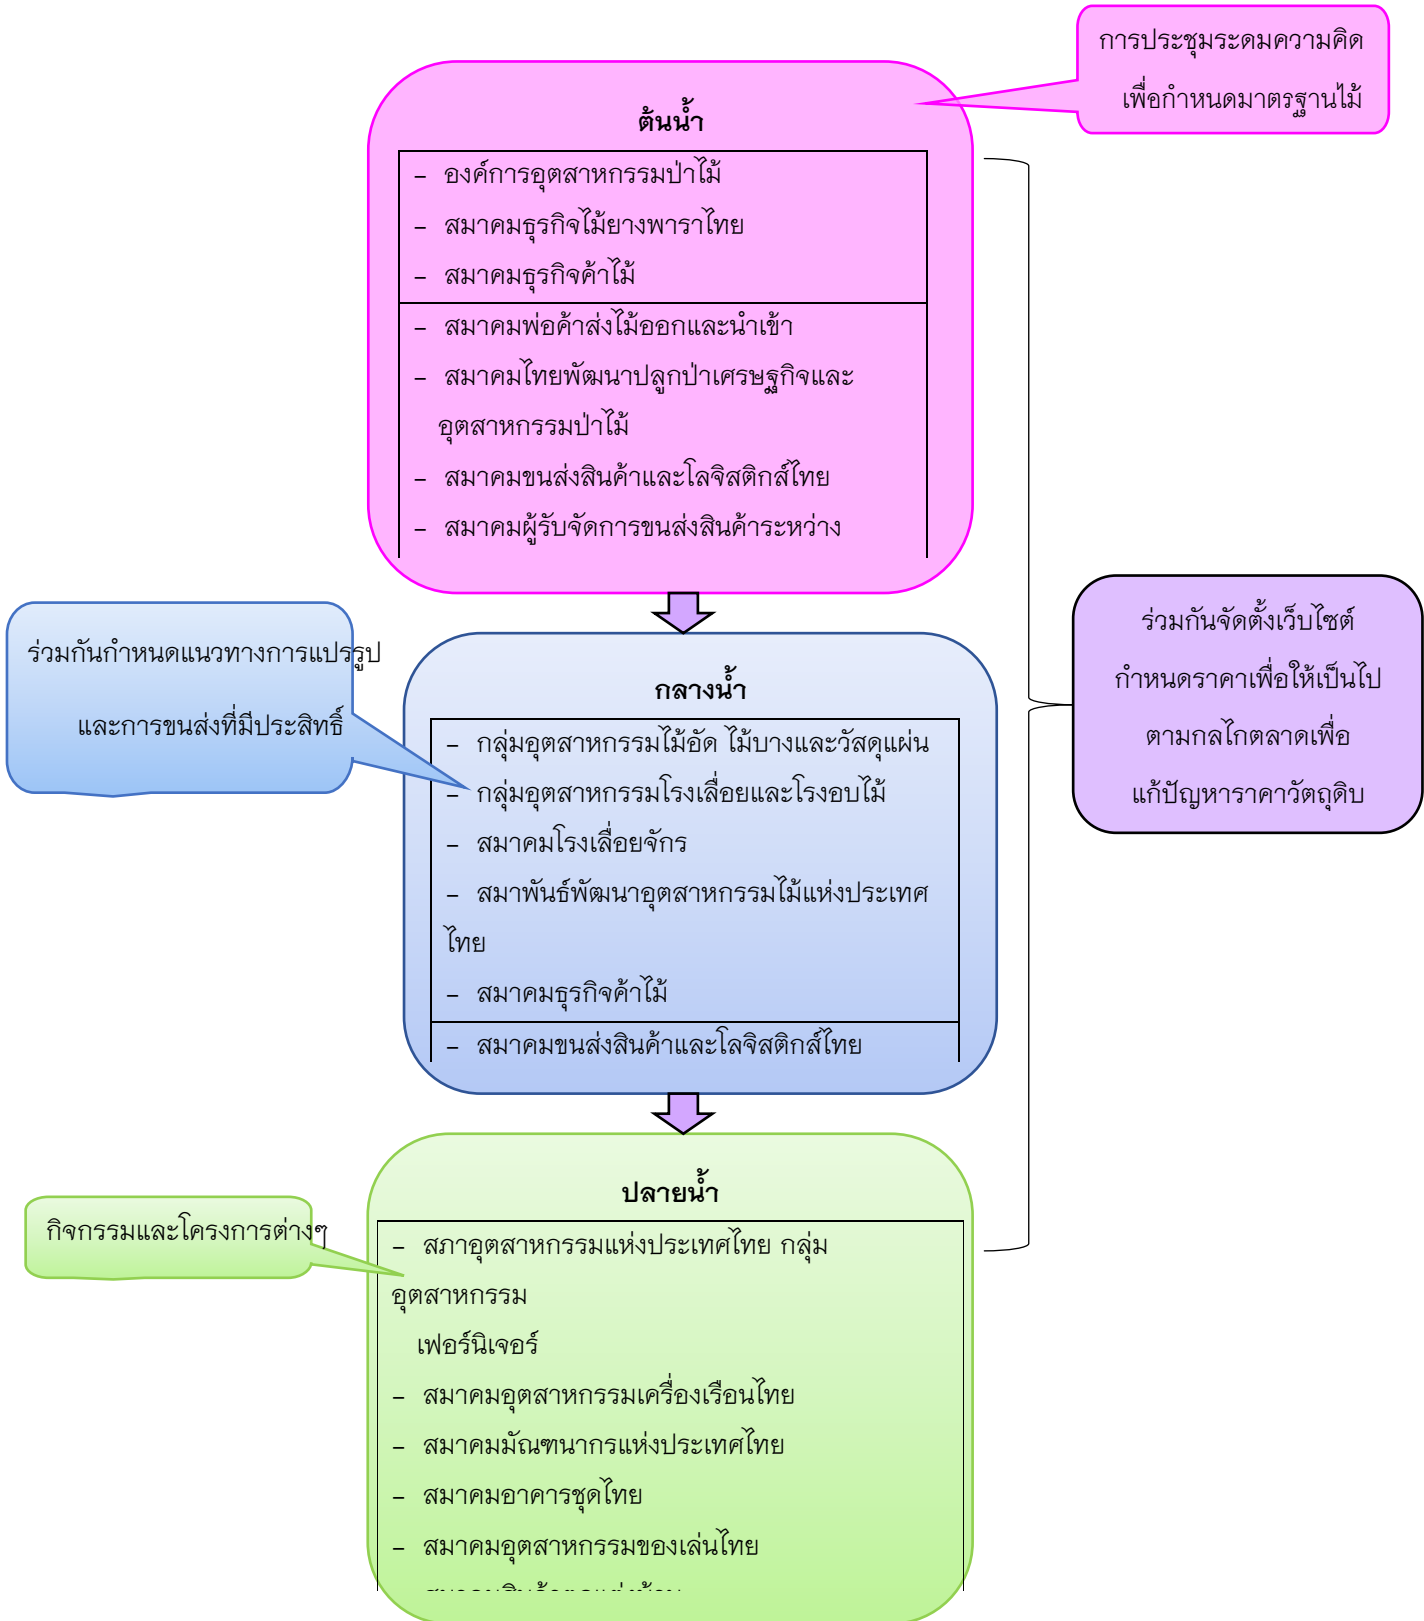 การประชุมระดมความคิด
เพื่อกำหนดมาตรฐานไม้
ต้นน้ำ
– องค์การอุตสาหกรรมป่าไม้
– สมาคมธุรกิจไม้ยางพาราไทย
– สมาคมธุรกิจค้าไม้
– สมาคมพ่อค้าส่งไม้ออกและนำเข้า
– สมาคมไทยพัฒนาปลูกป่าเศรษฐกิจและ
อุตสาหกรรมป่าไม้
– สมาคมขนส่งสินค้าและโลจิสติกส์ไทย
– สมาคมผู้รับจัดการขนส่งสินค้าระหว่าง
ร่วมกันกำหนดแนวทางการแปรรูป
และการขนส่งที่มีประสิทธิ์
กลางน้ำ
– กลุ่มอุตสาหกรรมไม้อัด ไม้บางและวัสดุแผ่น
– กลุ่มอุตสาหกรรมโรงเลื่อยและโรงอบไม้
– สมาคมโรงเลื่อยจักร
– สมาพันธ์พัฒนาอุตสาหกรรมไม้แห่งประเทศ
ไทย
– สมาคมธุรกิจค้าไม้
– สมาคมขนส่งสินค้าและโลจิสติกส์ไทย
ร่วมกันจัดตั้งเว็บไซต์
กำหนดราคาเพื่อให้เป็นไป
ตามกลไกตลาดเพื่อ
แก้ปัญหาราคาวัตถุดิบ
กิจกรรมและโครงการต่างๆ
ปลายน้ำ
– สภาอุตสาหกรรมแห่งประเทศไทย กลุ่ม
อุตสาหกรรม
เฟอร์นิเจอร์
– สมาคมอุตสาหกรรมเครื่องเรือนไทย
– สมาคมมัณฑนากรแห่งประเทศไทย
– สมาคมอาคารชุดไทย
– สมาคมอุตสาหกรรมของเล่นไทย